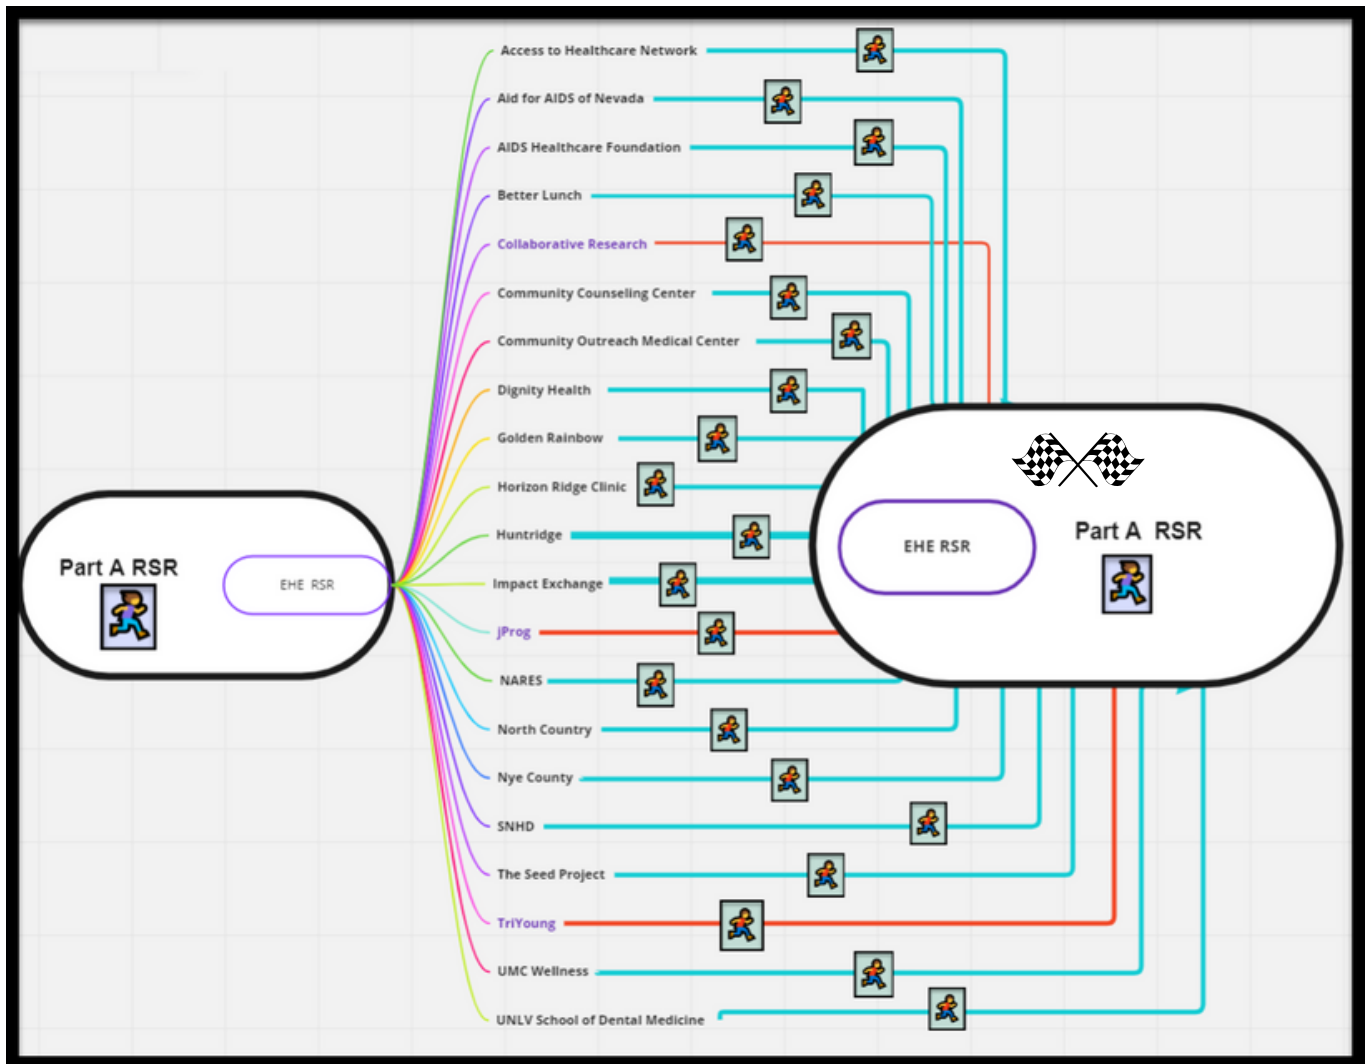 Part A RSR
EHE RSR
Access to Healthcare Network
Aid for AIDS of Nevada
AIDS Healthcare Foundation
Better Lunch
Collaborative Research
Community Counseling Center
Community Outreach Medical Center
Dignity Health
Golden Rainbow
Horizon Ridge Clinic
Huntridge
Impact Exchange
jProg
NARES
North Country
Nye County
SNHD
The Seed Project
TriYoung
UMC Wellness
UNLV School of Dental Medicine
EHE RSR
Part A RSR